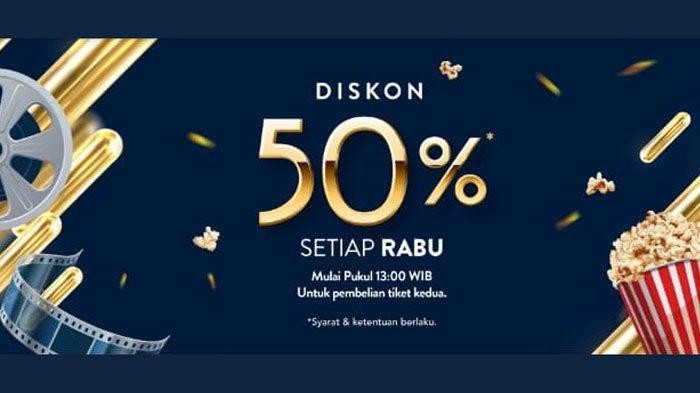 DISKON
50%*
SETIAP RABU
Mulai Pukul 13:00 WIB
Untuk pembelian tiket kedua.
*Syarat & ketentuan berlaku.